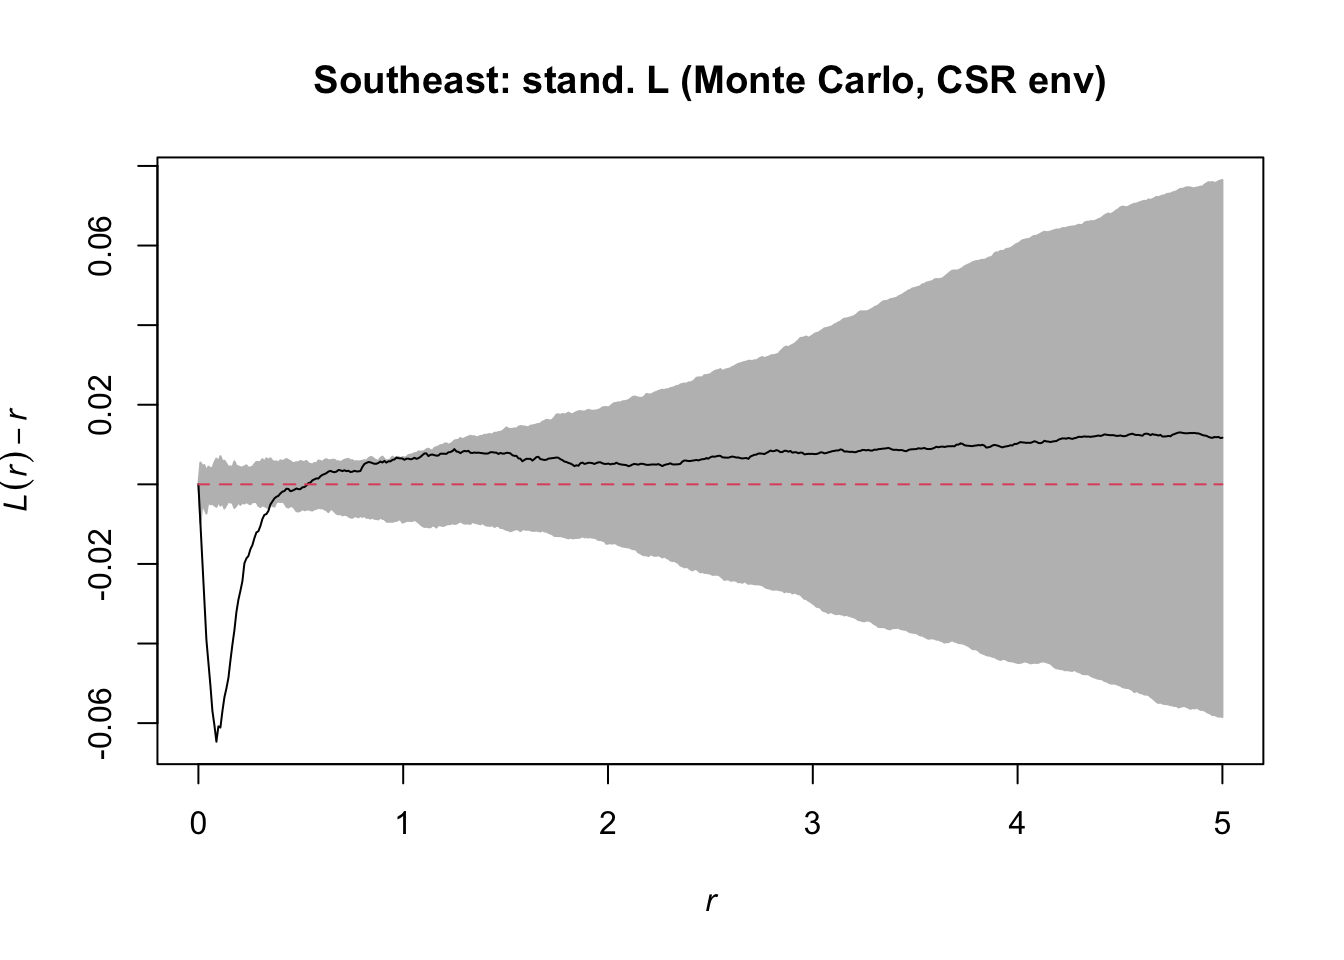 Southeast: stand. L (Monte Carlo, CSR env)
0.06
0.02
-0.02
-0.06
L(r) − r
0 1 2 3 4 5
r